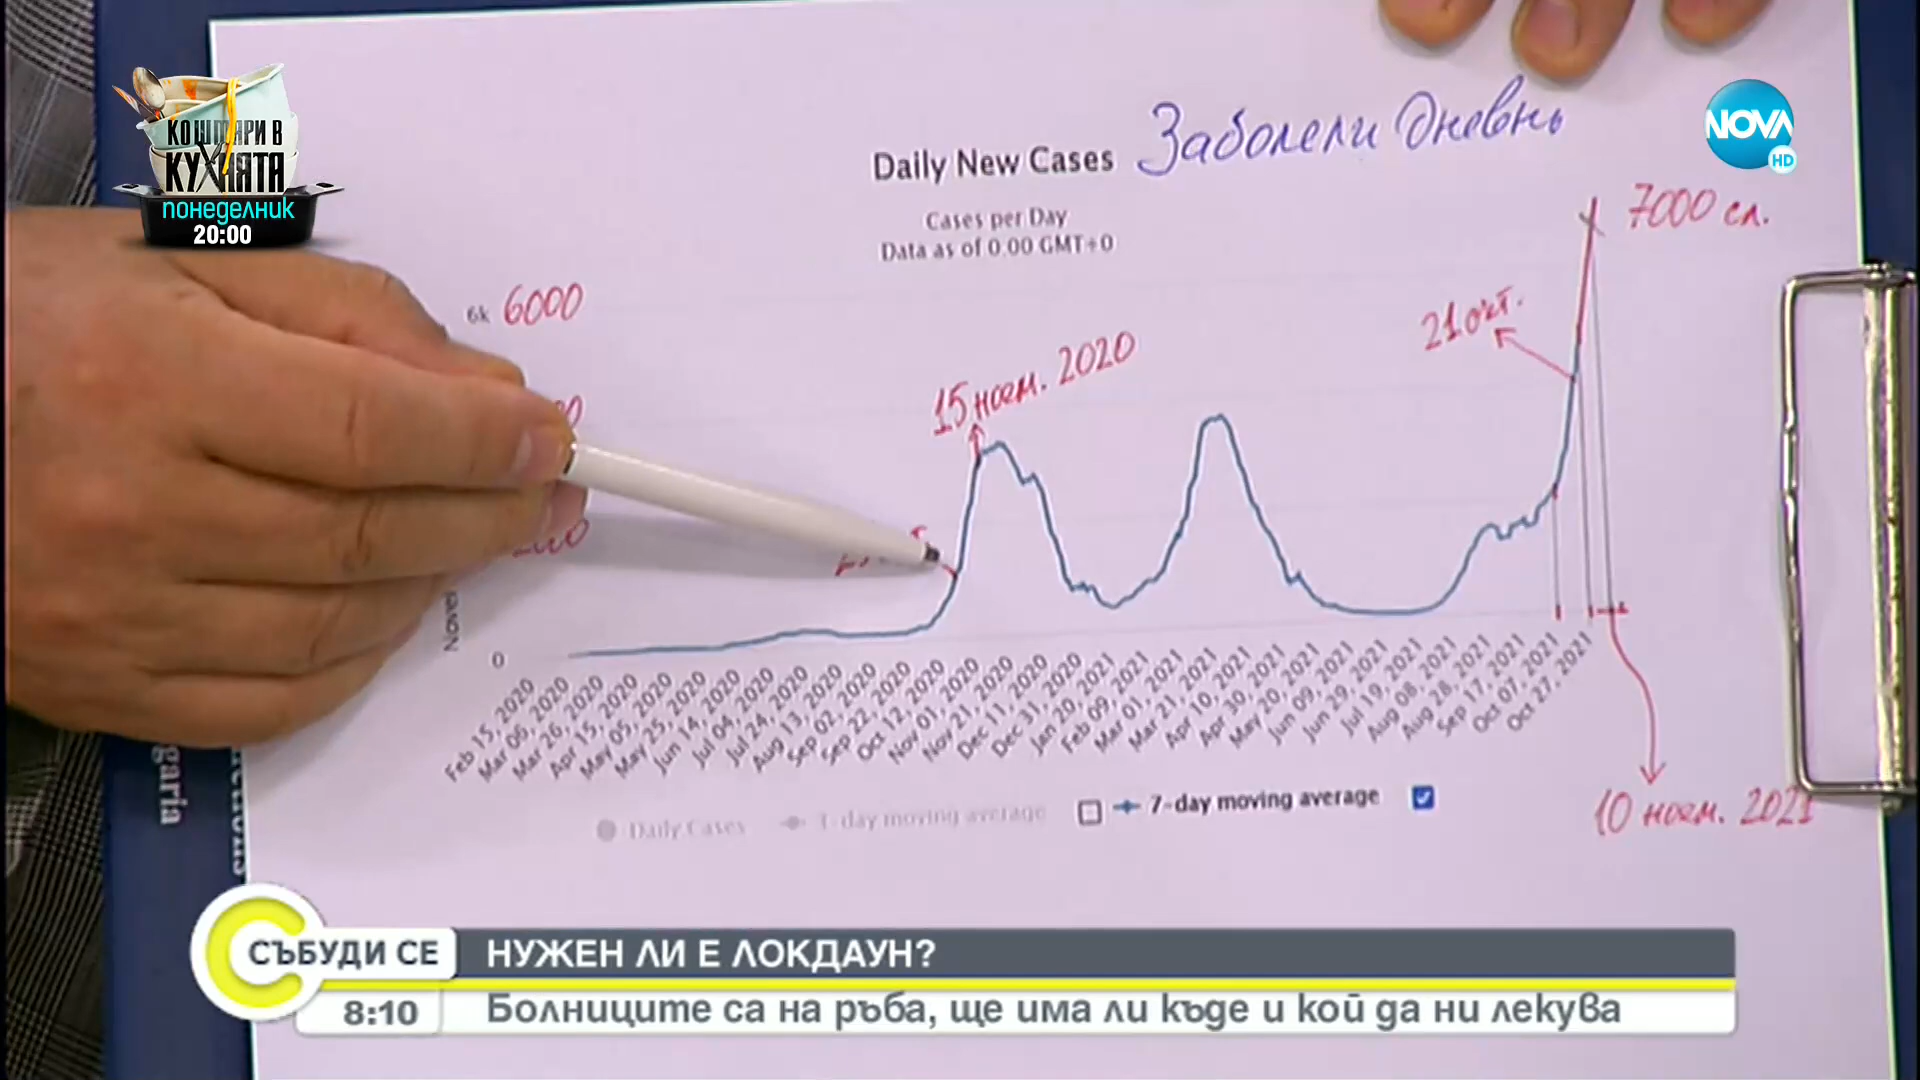 КОШМАРИ В
КУХНЯТА
понеделник
20:00
NOVA
HD
Daily New Cases Заболели дневнь
Cases per Day
Data as of 0:00 GMT+0
7000 сл.
6k 6000
21 окт.
15 ноем. 2020
0
Feb 15, 2020
Mar 06, 2020
Mar 26, 2020
Apr 15, 2020
May 05, 2020
May 25, 2020
Jun 14, 2020
Jul 04, 2020
Jul 24, 2020
Aug 13, 2020
Sep 02, 2020
Sep 22, 2020
Oct 12, 2020
Nov 01, 2020
Nov 21, 2020
Dec 11, 2020
Dec 31, 2020
Jan 20, 2021
Feb 09, 2021
Mar 01, 2021
Mar 21, 2021
Apr 10, 2021
Apr 30, 2021
May 20, 2021
Jun 09, 2021
Jun 29, 2021
Jul 19, 2021
Aug 08, 2021
Aug 28, 2021
Sep 17, 2021
Oct 07, 2021
Oct 27, 2021
Daily Cases
-day moving average
7-day moving average
10 ноем. 2021
СЪБУДИ СЕ
НУЖЕН ЛИ Е ЛОКДАУН?
8:10
Болниците са на ръба, ще има ли къде и кой да ни лекува